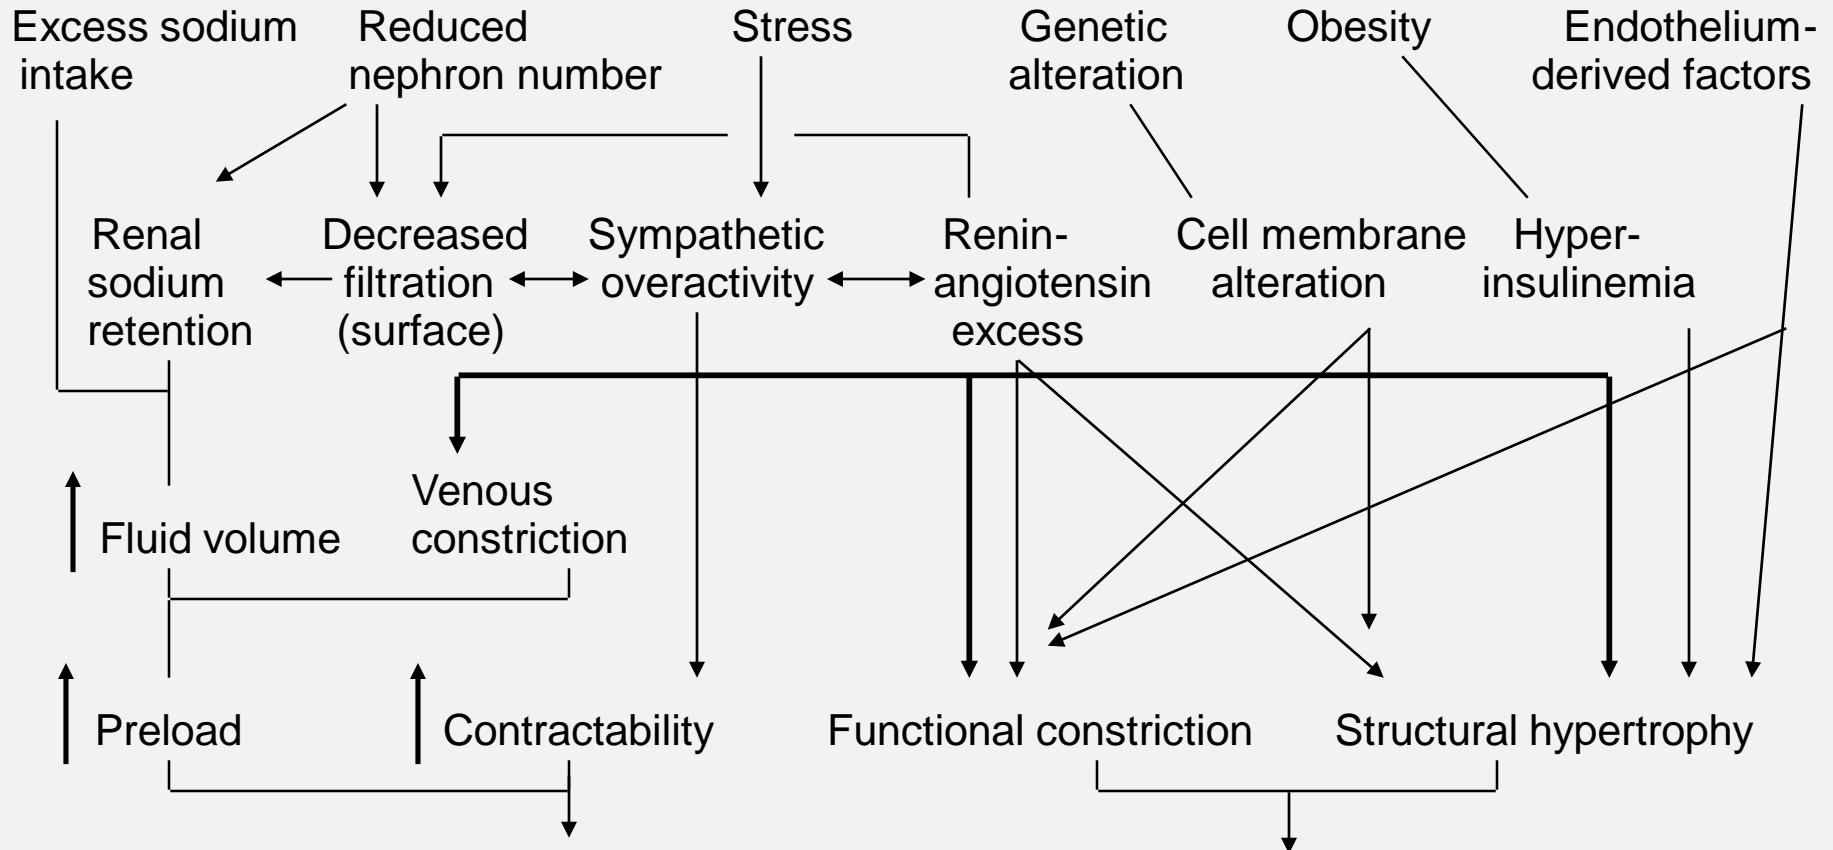 Excess sodium
intake
Reduced
nephron number
Stress
Genetic
alteration
Obesity
Endothelium-
derived factors
Renal
sodium
retention
Decreased
filtration
(surface)
Sympathetic
overactivity
Renin-
angiotensin
excess
Cell membrane
alteration
Hyper-
insulinemia
Fluid volume
Venous
constriction
Preload
Contractability
Functional constriction
Structural hypertrophy